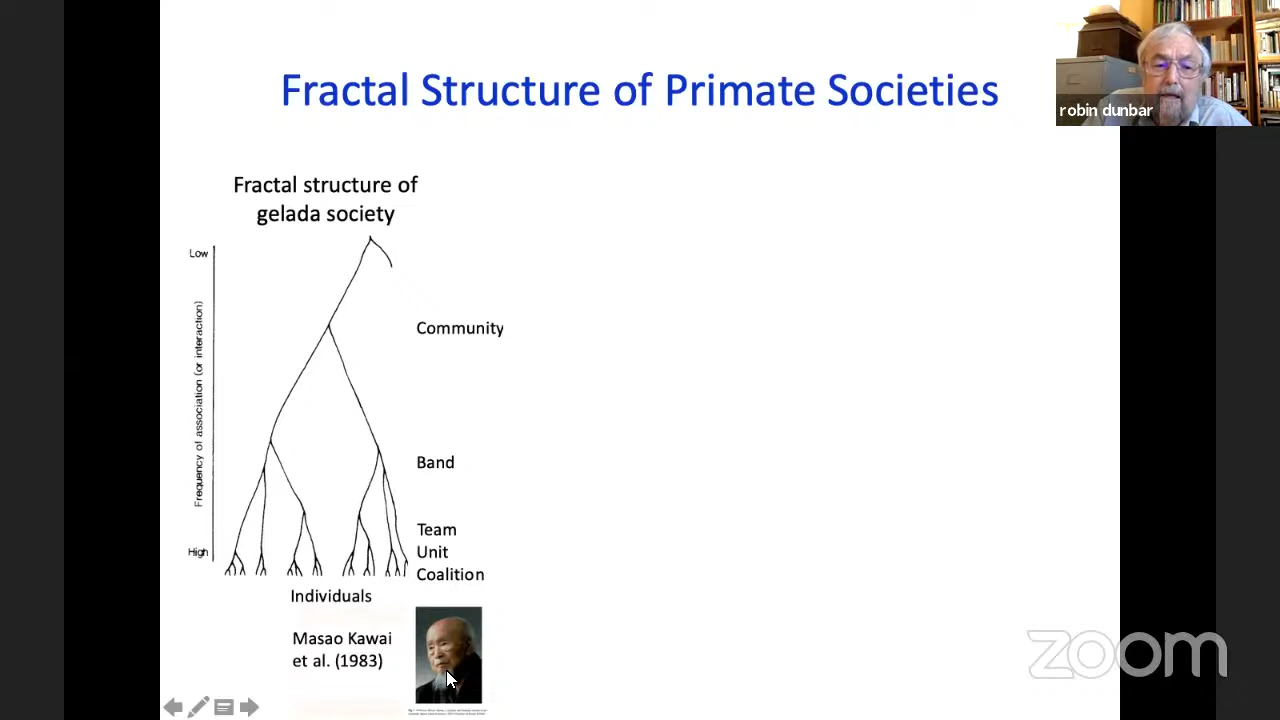 Fractal Structure of Primate Societies
robin dunbar
Fractal structure of
gelada society
Low
Frequency of association (or interaction)
High
Community
Band
Team
Unit
Coalition
Individuals
Masao Kawai
et al. (1983)
zoom